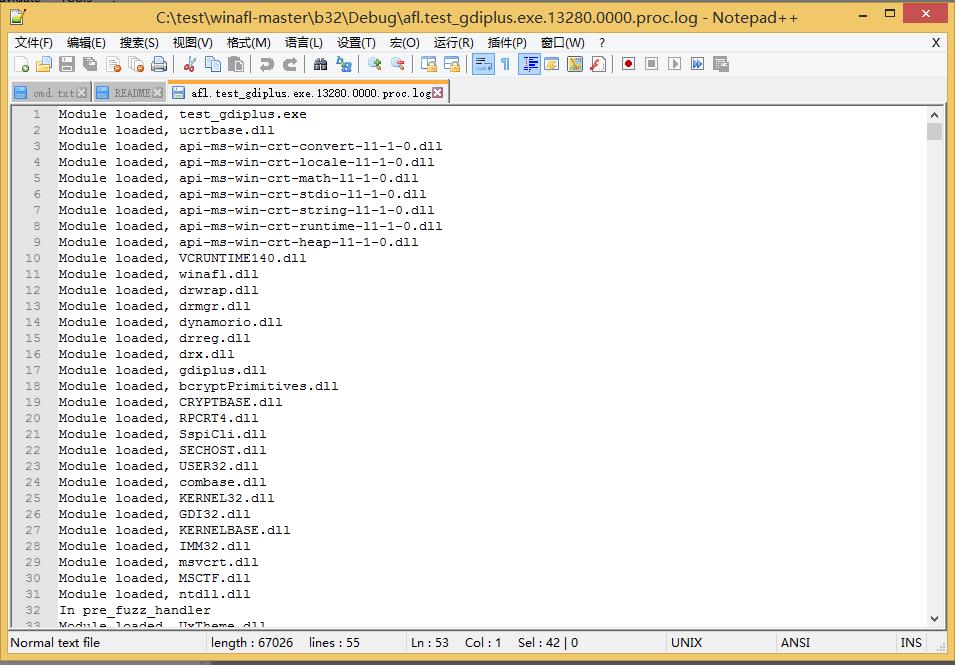 C:\test\winafl-master\b32\Debug\afl.test_gdiplus.exe.13280.0000.proc.log - Notepad++
文件(F) 编辑(E) 搜索(S) 视图(V) 格式(M) 语言(L) 设置(T) 宏(O) 运行(R) 插件(P) 窗口(W) ? X
cmd.txt README afl.test_gdiplus.exe.13280.0000.proc.log
1 Module loaded, test_gdiplus.exe
2 Module loaded, ucrtbase.dll
3 Module loaded, api-ms-win-crt-convert-l1-1-0.dll
4 Module loaded, api-ms-win-crt-locale-l1-1-0.dll
5 Module loaded, api-ms-win-crt-math-l1-1-0.dll
6 Module loaded, api-ms-win-crt-stdio-l1-1-0.dll
7 Module loaded, api-ms-win-crt-string-l1-1-0.dll
8 Module loaded, api-ms-win-crt-runtime-l1-1-0.dll
9 Module loaded, api-ms-win-crt-heap-l1-1-0.dll
10 Module loaded, VCRUNTIME140.dll
11 Module loaded, winafl.dll
12 Module loaded, drwrap.dll
13 Module loaded, drmgr.dll
14 Module loaded, dynamorio.dll
15 Module loaded, drreg.dll
16 Module loaded, drx.dll
17 Module loaded, gdiplus.dll
18 Module loaded, bcryptPrimitives.dll
19 Module loaded, CRYPTBASE.dll
20 Module loaded, RPCRT4.dll
21 Module loaded, SspiCli.dll
22 Module loaded, SECHOST.dll
23 Module loaded, USER32.dll
24 Module loaded, combase.dll
25 Module loaded, KERNEL32.dll
26 Module loaded, GDI32.dll
27 Module loaded, KERNELBASE.dll
28 Module loaded, IMM32.dll
29 Module loaded, msvcrt.dll
30 Module loaded, MSCTF.dll
31 Module loaded, ntdll.dll
32 In pre_fuzz_handler
33 Module loaded, UxTheme.dll
Normal text file length : 67026 lines : 55 Ln : 53 Col : 1 Sel : 42 | 0 UNIX ANSI INS